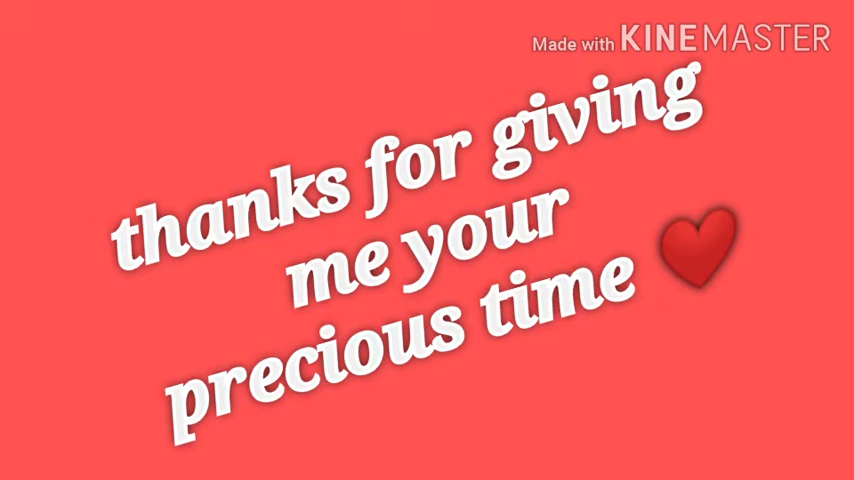 Made with KINEMASTER
thanks for giving
me your
precious time ❤️